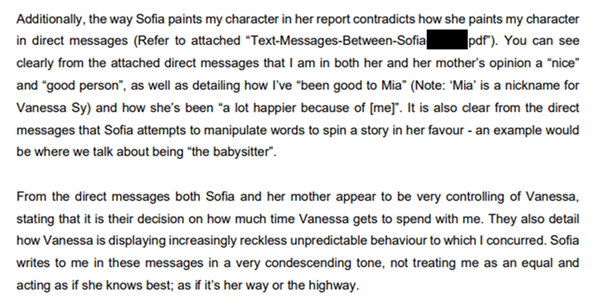 Additionally, the way Sofia paints my character in her report contradicts how she paints my character
in direct messages (Refer to attached “Text-Messages-Between-Sofia pdf”). You can see
clearly from the attached direct messages that I am in both her and her mother’s opinion a “nice”
and “good person”, as well as detailing how I’ve “been good to Mia” (Note: ‘Mia’ is a nickname for
Vanessa Sy) and how she’s been “a lot happier because of [me]”. It is also clear from the direct
messages that Sofia attempts to manipulate words to spin a story in her favour - an example would
be where we talk about being “the babysitter”.
From the direct messages both Sofia and her mother appear to be very controlling of Vanessa,
stating that it is their decision on how much time Vanessa gets to spend with me. They also detail
how Vanessa is displaying increasingly reckless unpredictable behaviour to which I concurred. Sofia
writes to me in these messages in a very condescending tone, not treating me as an equal and
acting as if she knows best; as if it’s her way or the highway.